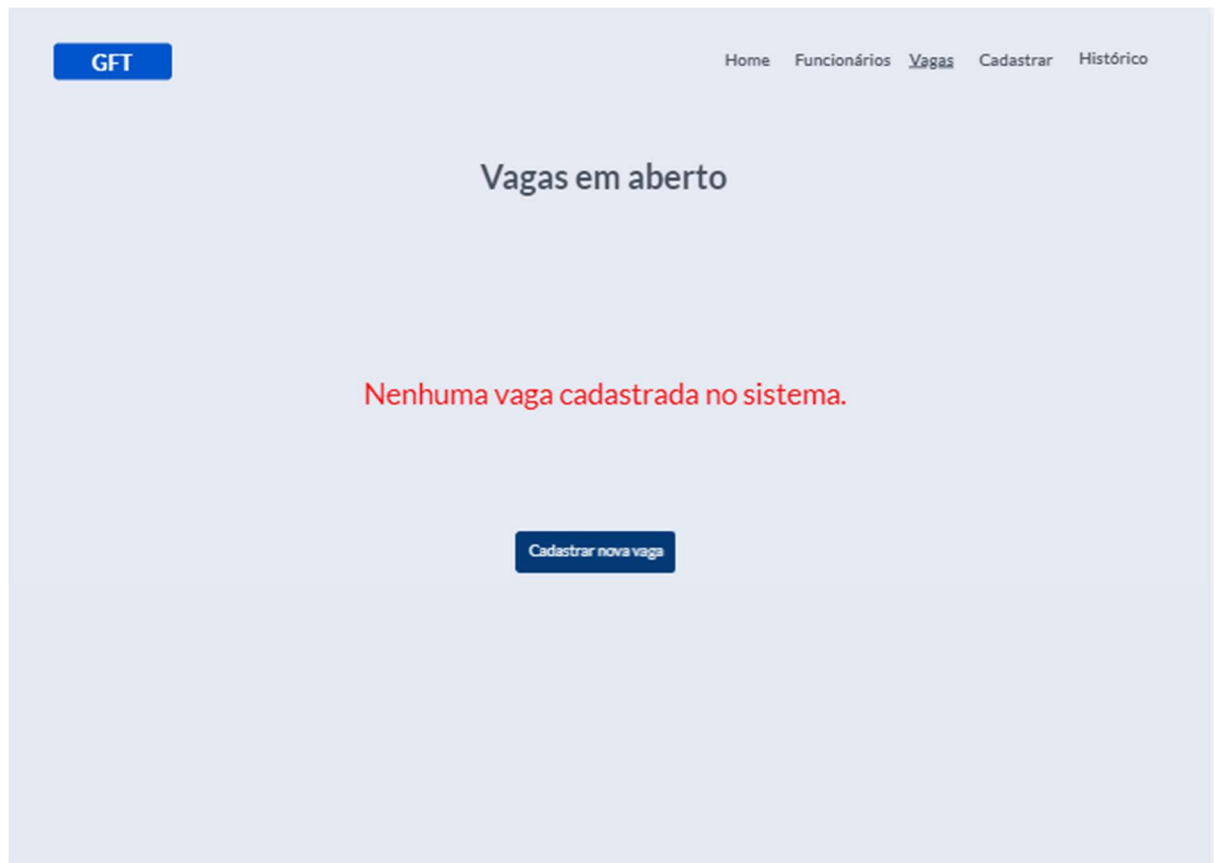 GFT
Home Funcionários Vagas Cadastrar Histórico
Vagas em aberto
Nenhuma vaga cadastrada no sistema.
Cadastrar nova vaga